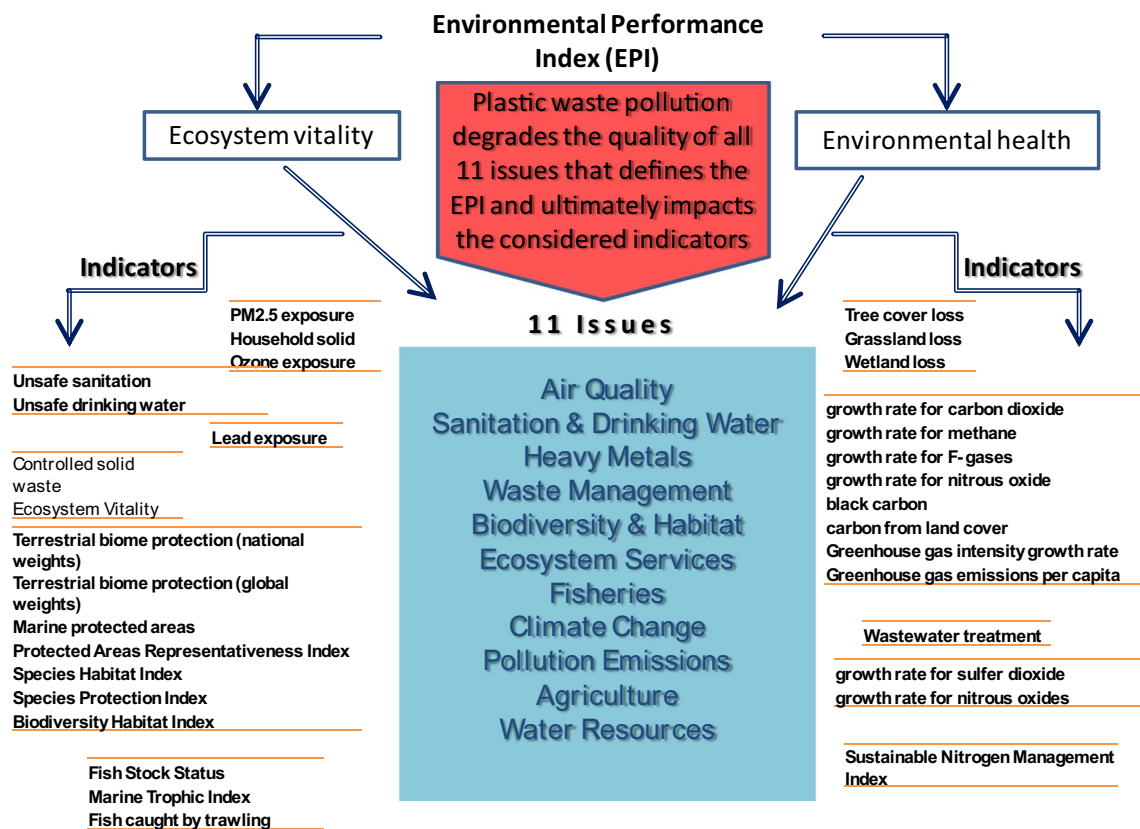 Environmental Performance
Index (EPI)
Ecosystem vitality
Plastic waste pollution
degrades the quality of all
11 issues that defines the
EPI and ultimately impacts
the considered indicators
Environmental health
Indicators
PM2.5 exposure
Household solid
Ozone exposure
Unsafe sanitation
Unsafe drinking water
Lead exposure
Controlled solid
waste
Ecosystem Vitality
Terrestrial biome protection (national
weights)
Terrestrial biome protection (global
weights)
Marine protected areas
Protected Areas Representativeness Index
Species Habitat Index
Species Protection Index
Biodiversity Habitat Index
Fish Stock Status
Marine Trophic Index
Fish caught by trawling
11 Issues
Air Quality
Sanitation & Drinking Water
Heavy Metals
Waste Management
Biodiversity & Habitat
Ecosystem Services
Fisheries
Climate Change
Pollution Emissions
Agriculture
Water Resources
Indicators
Tree cover loss
Grassland loss
Wetland loss
growth rate for carbon dioxide
growth rate for methane
growth rate for F-gases
growth rate for nitrous oxide
black carbon
carbon from land cover
Greenhouse gas intensity growth rate
Greenhouse gas emissions per capita
Wastewater treatment
growth rate for sulfer dioxide
growth rate for nitrous oxides
Sustainable Nitrogen Management
Index